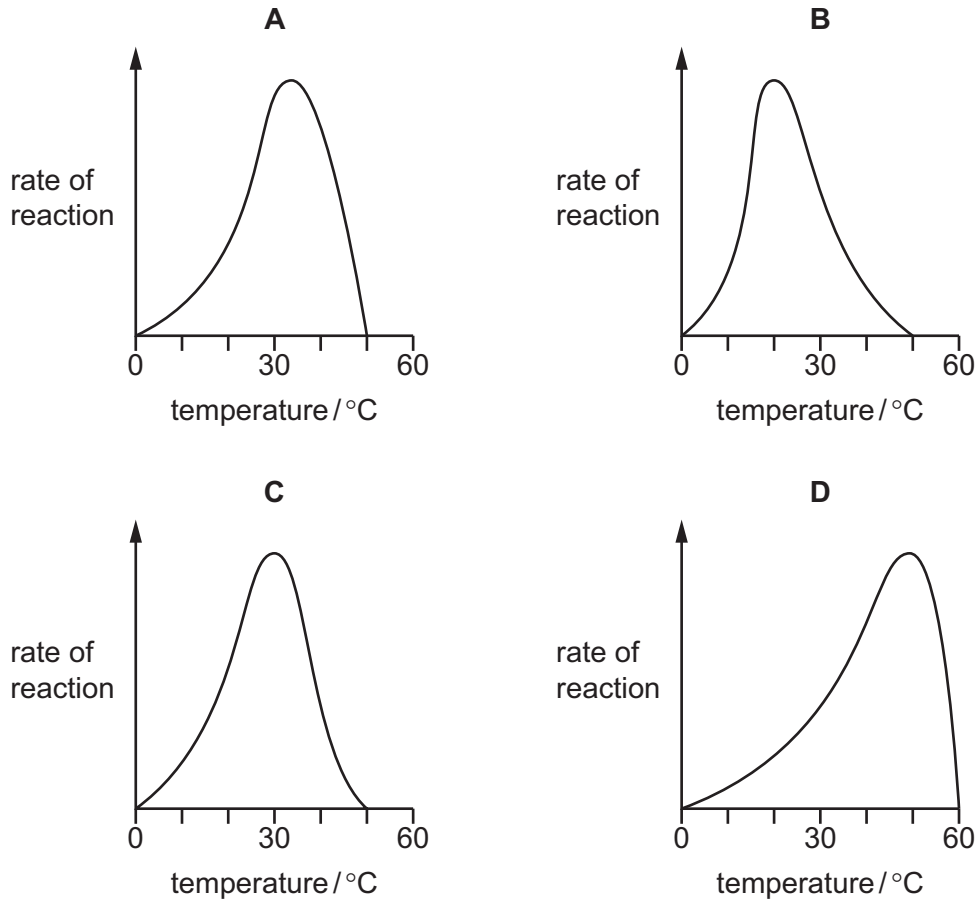 A
rate of
reaction
0
30
60
temperature / °C
B
rate of
reaction
0
30
60
temperature / °C
C
rate of
reaction
0
30
60
temperature / °C
D
rate of
reaction
0
30
60
temperature / °C